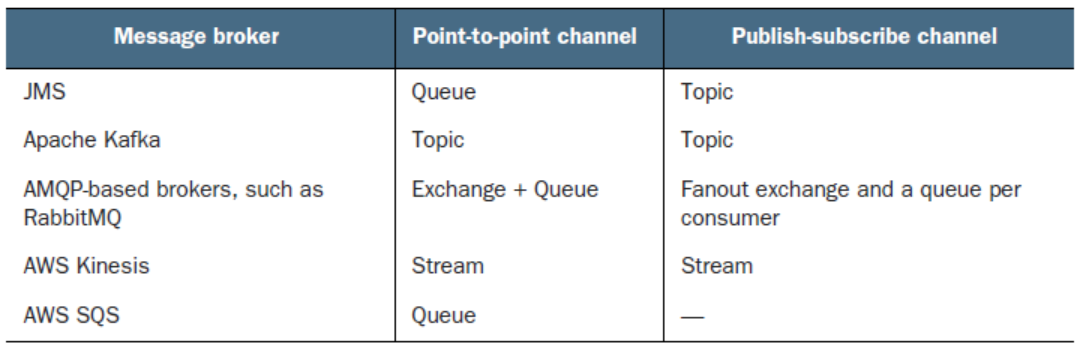 Message broker Point-to-point channel Publish-subscribe channel
JMS Queue Topic
Apache Kafka Topic Topic
AMQP-based brokers, such as Exchange + Queue Fanout exchange and a queue per
RabbitMQ consumer
AWS Kinesis Stream Stream
AWS SQS Queue —